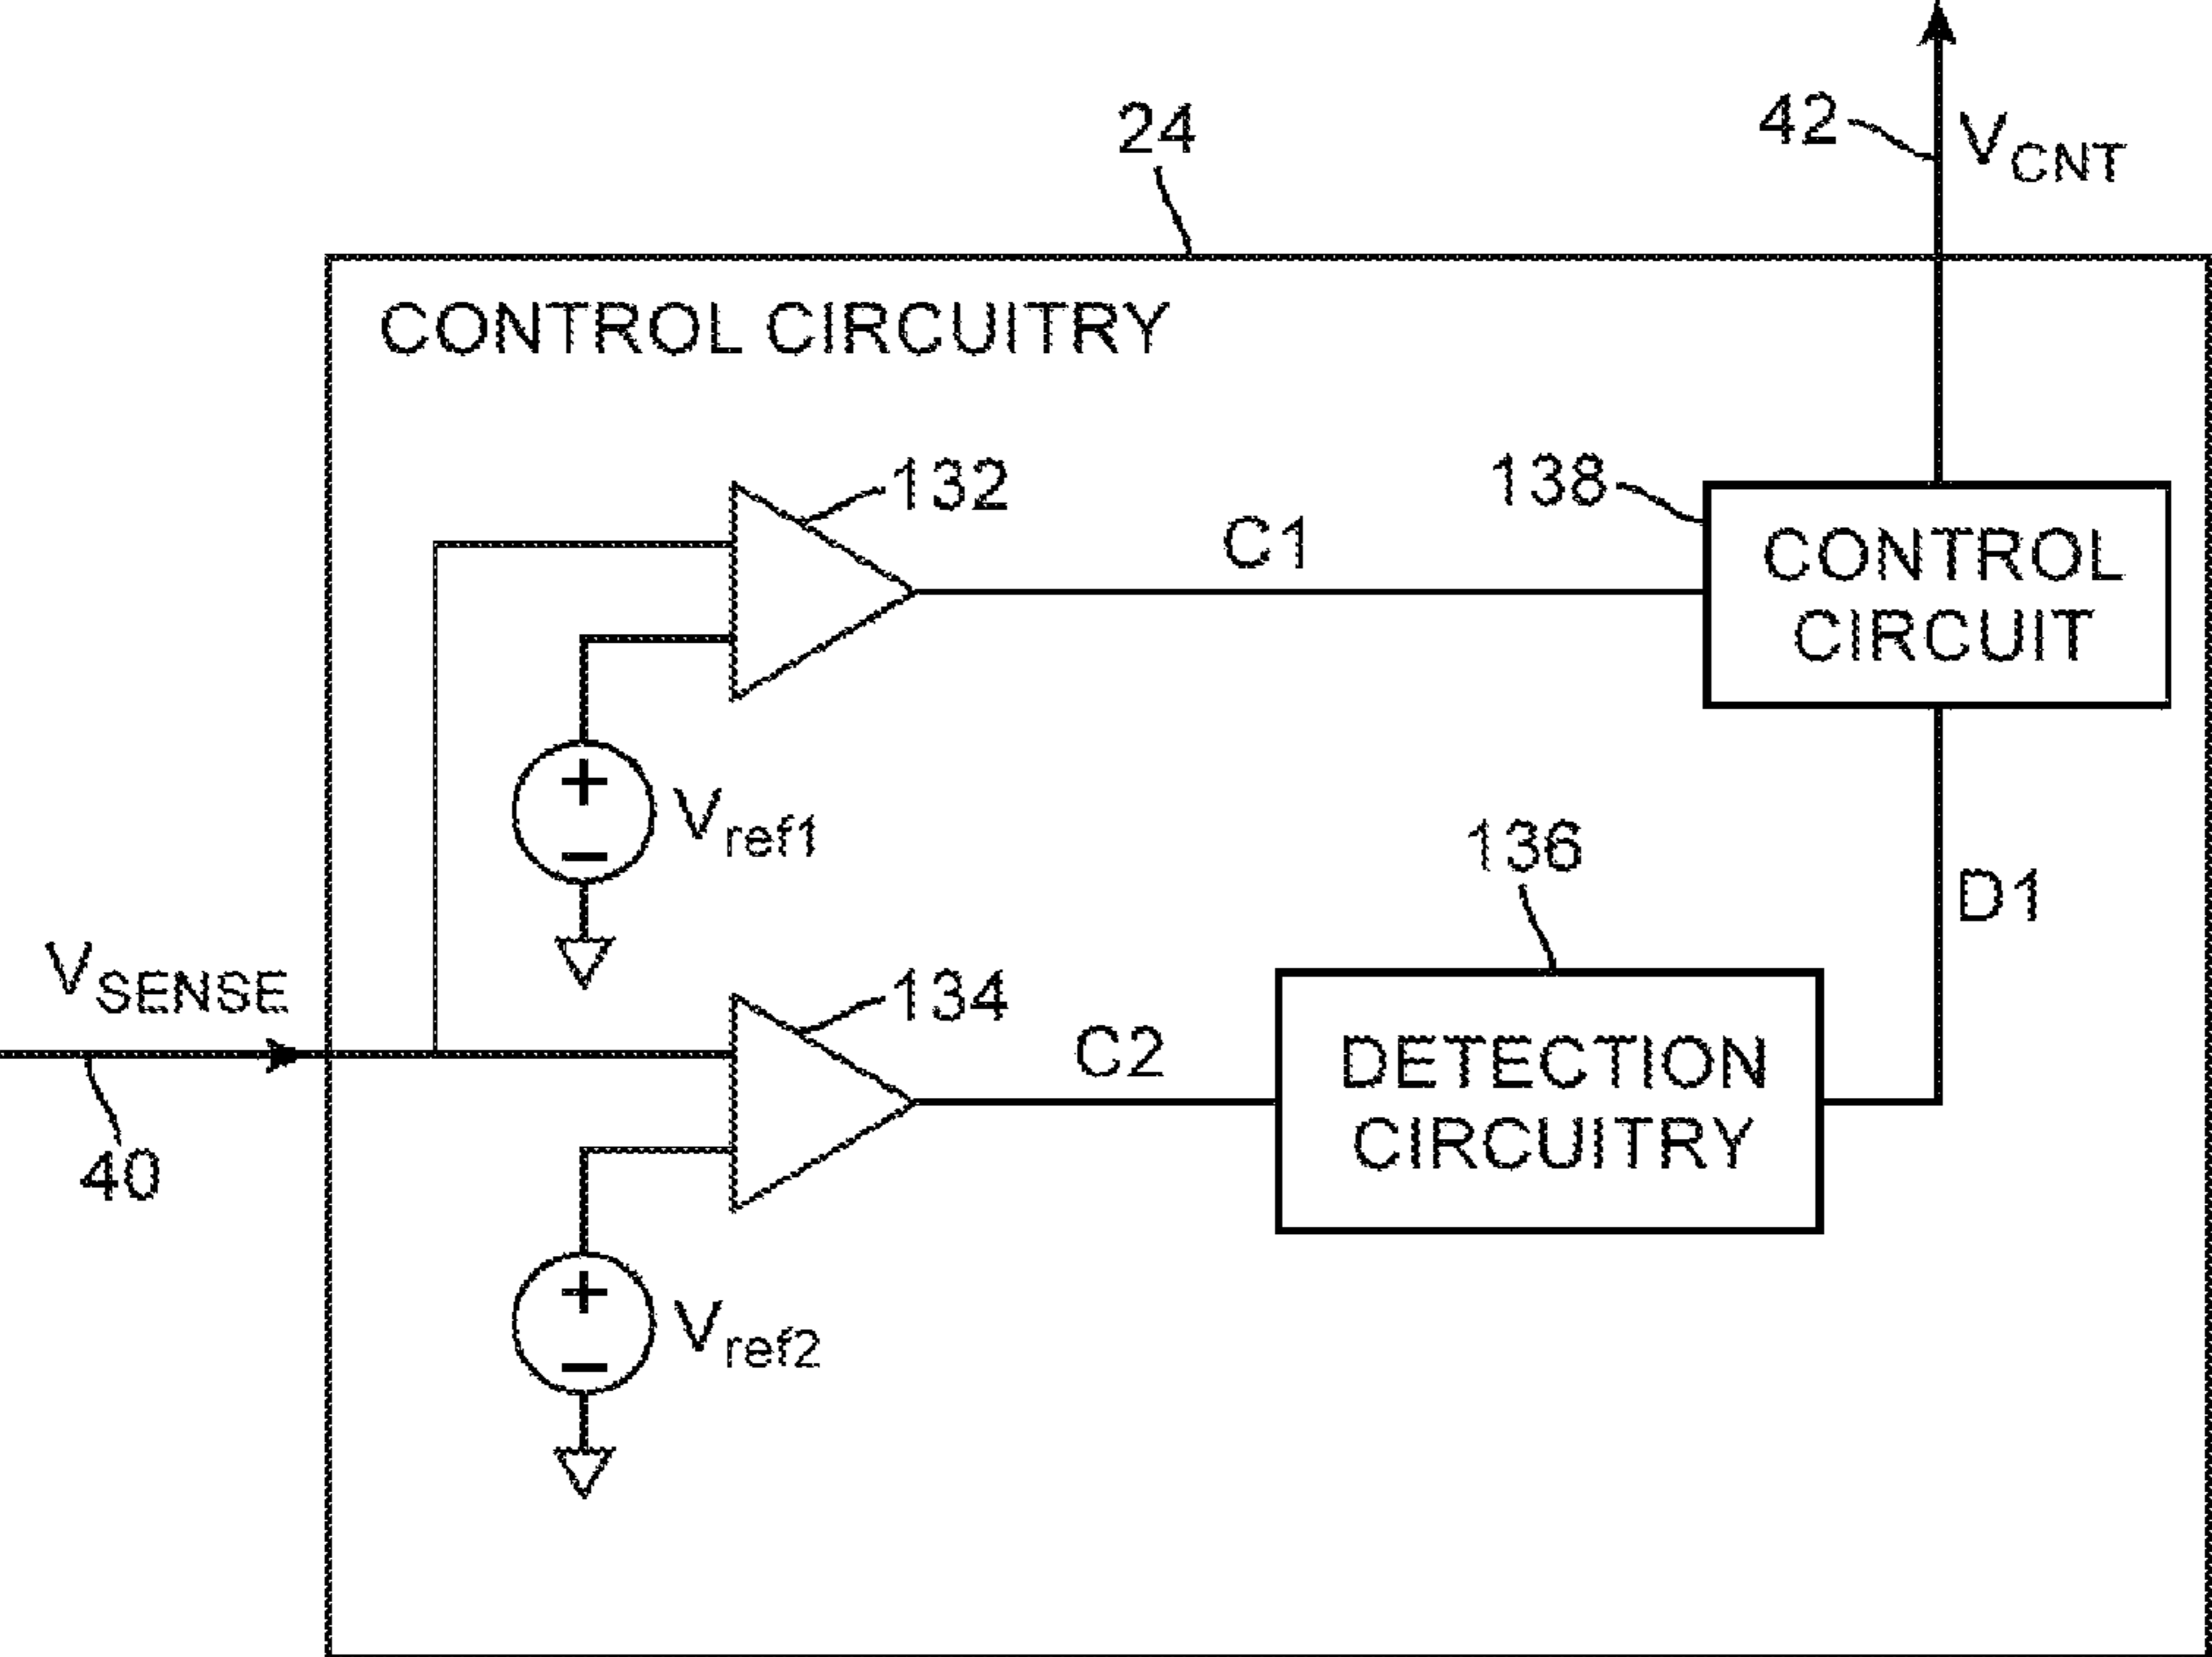 24
42
VCNT
CONTROL CIRCUITRY
132
138
C1
CONTROL
CIRCUIT
+
−
Vref1
136
D1
VSENSE
134
C2
DETECTION
CIRCUITRY
40
+
−
Vref2